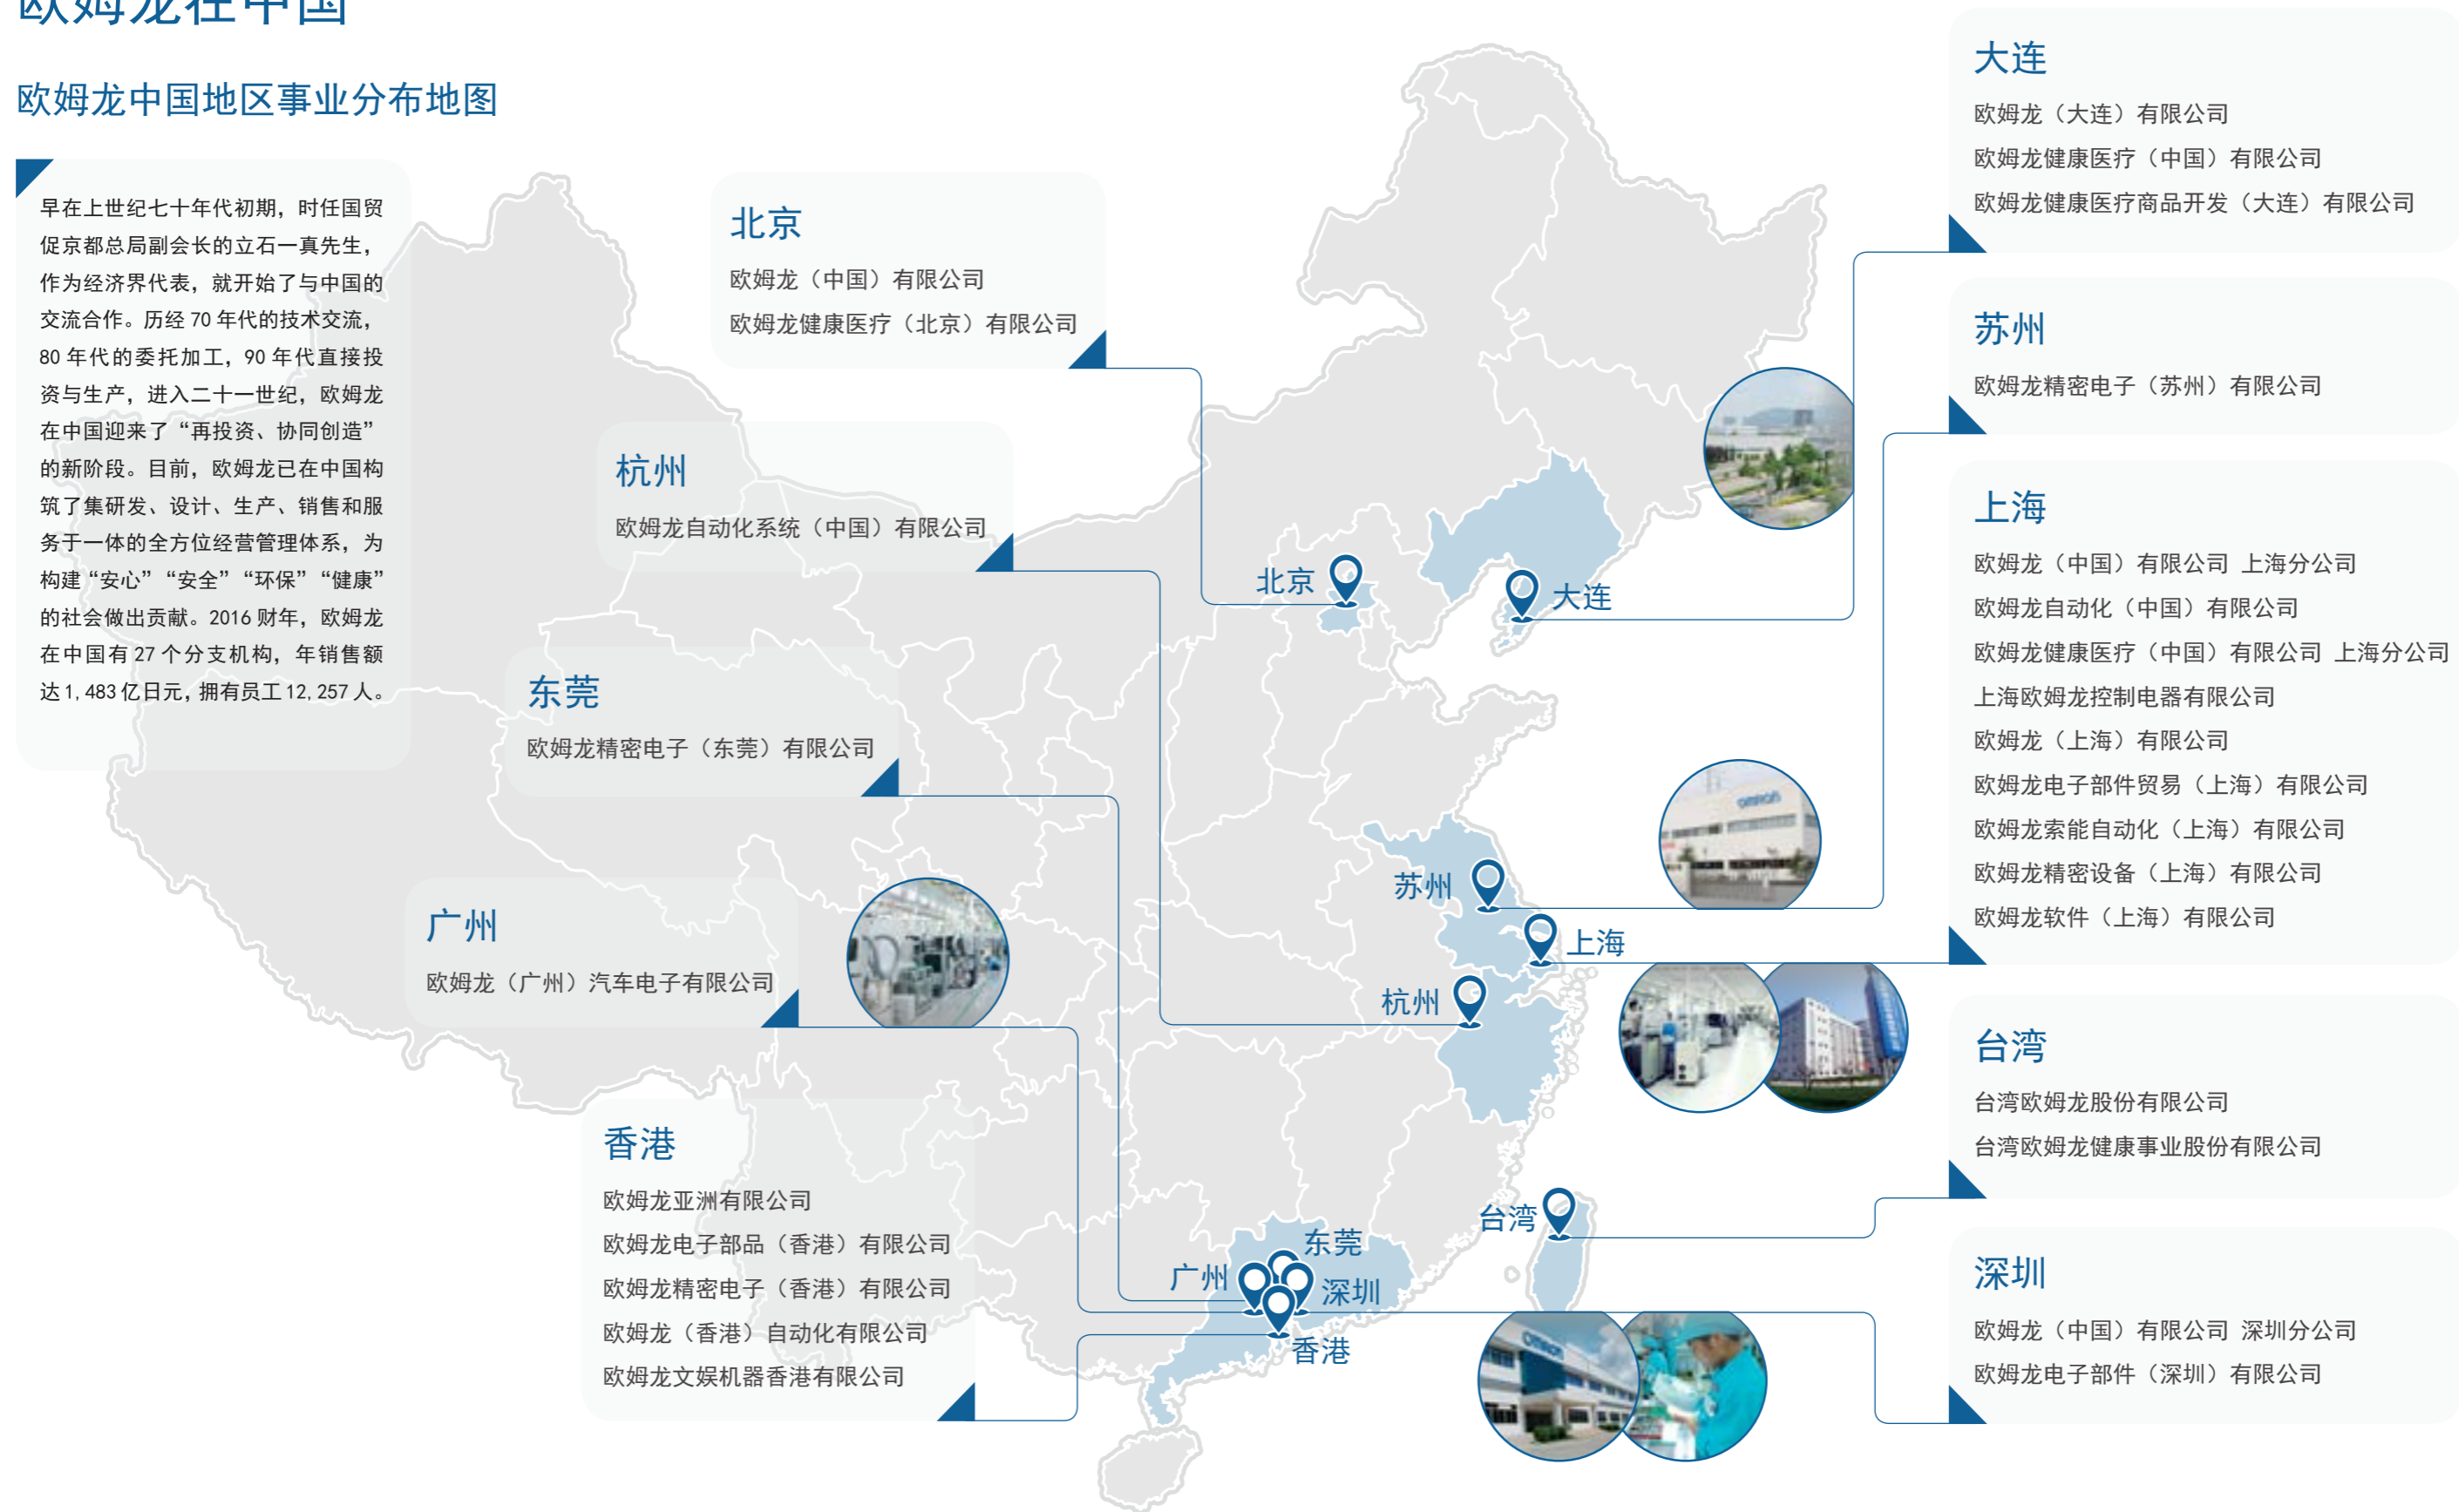 欧姆龙在中国
欧姆龙中国地区事业分布地图
早在上世纪七十年代初期，时任国贸
促京都总局副会长的立石一真先生，
作为经济界代表，就开始了与中国的
交流合作。历经 70 年代的技术交流，
80 年代的委托加工，90 年代直接投
资与生产，进入二十一世纪，欧姆龙
在中国迎来了“再投资、协同创造”
的新阶段。目前，欧姆龙已在中国构
筑了集研发、设计、生产、销售和服
务于一体的全方位经营管理体系，为
构建“安心”“安全”“环保”“健康”
的社会做出贡献。2016 财年，欧姆龙
在中国有 27 个分支机构，年销售额
达1,483亿日元，拥有员工12,257人。
北京
欧姆龙（中国）有限公司
欧姆龙健康医疗（北京）有限公司
杭州
欧姆龙自动化系统（中国）有限公司
东莞
欧姆龙精密电子（东莞）有限公司
广州
欧姆龙（广州）汽车电子有限公司
香港
欧姆龙亚洲有限公司
欧姆龙电子部品（香港）有限公司
欧姆龙精密电子（香港）有限公司
欧姆龙（香港）自动化有限公司
欧姆龙文娱机器香港有限公司
北京
大连
苏州
上海
杭州
台湾
东莞
广州
深圳
香港
OMRON
OMRON
大连
欧姆龙（大连）有限公司
欧姆龙健康医疗（中国）有限公司
欧姆龙健康医疗商品开发（大连）有限公司
苏州
欧姆龙精密电子（苏州）有限公司
上海
欧姆龙（中国）有限公司 上海分公司
欧姆龙自动化（中国）有限公司
欧姆龙健康医疗（中国）有限公司 上海分公司
上海欧姆龙控制电器有限公司
欧姆龙（上海）有限公司
欧姆龙电子部件贸易（上海）有限公司
欧姆龙索能自动化（上海）有限公司
欧姆龙精密设备（上海）有限公司
欧姆龙软件（上海）有限公司
台湾
台湾欧姆龙股份有限公司
台湾欧姆龙健康事业股份有限公司
深圳
欧姆龙（中国）有限公司 深圳分公司
欧姆龙电子部件（深圳）有限公司